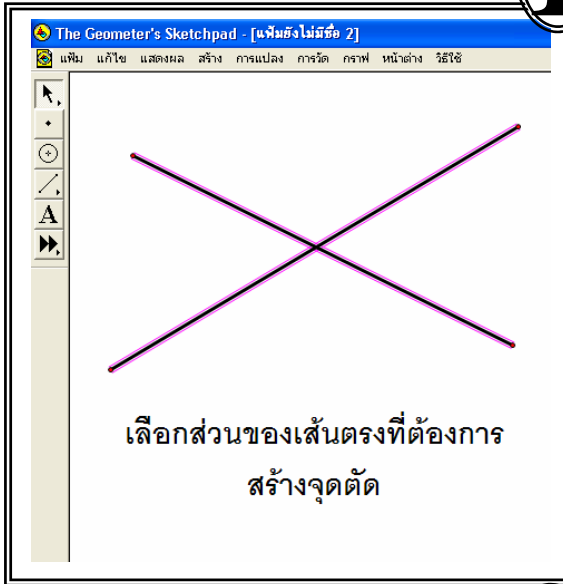 The Geometer's Sketchpad - [แฟ้มยังไม่มีชื่อ 2]
แฟ้ม แก้ไข แสดงผล สร้าง การแปลง การวัด กราฟ หน้าต่าง วิธีใช้
A
เลือกส่วนของเส้นตรงที่ต้องการ
สร้างจุดตัด